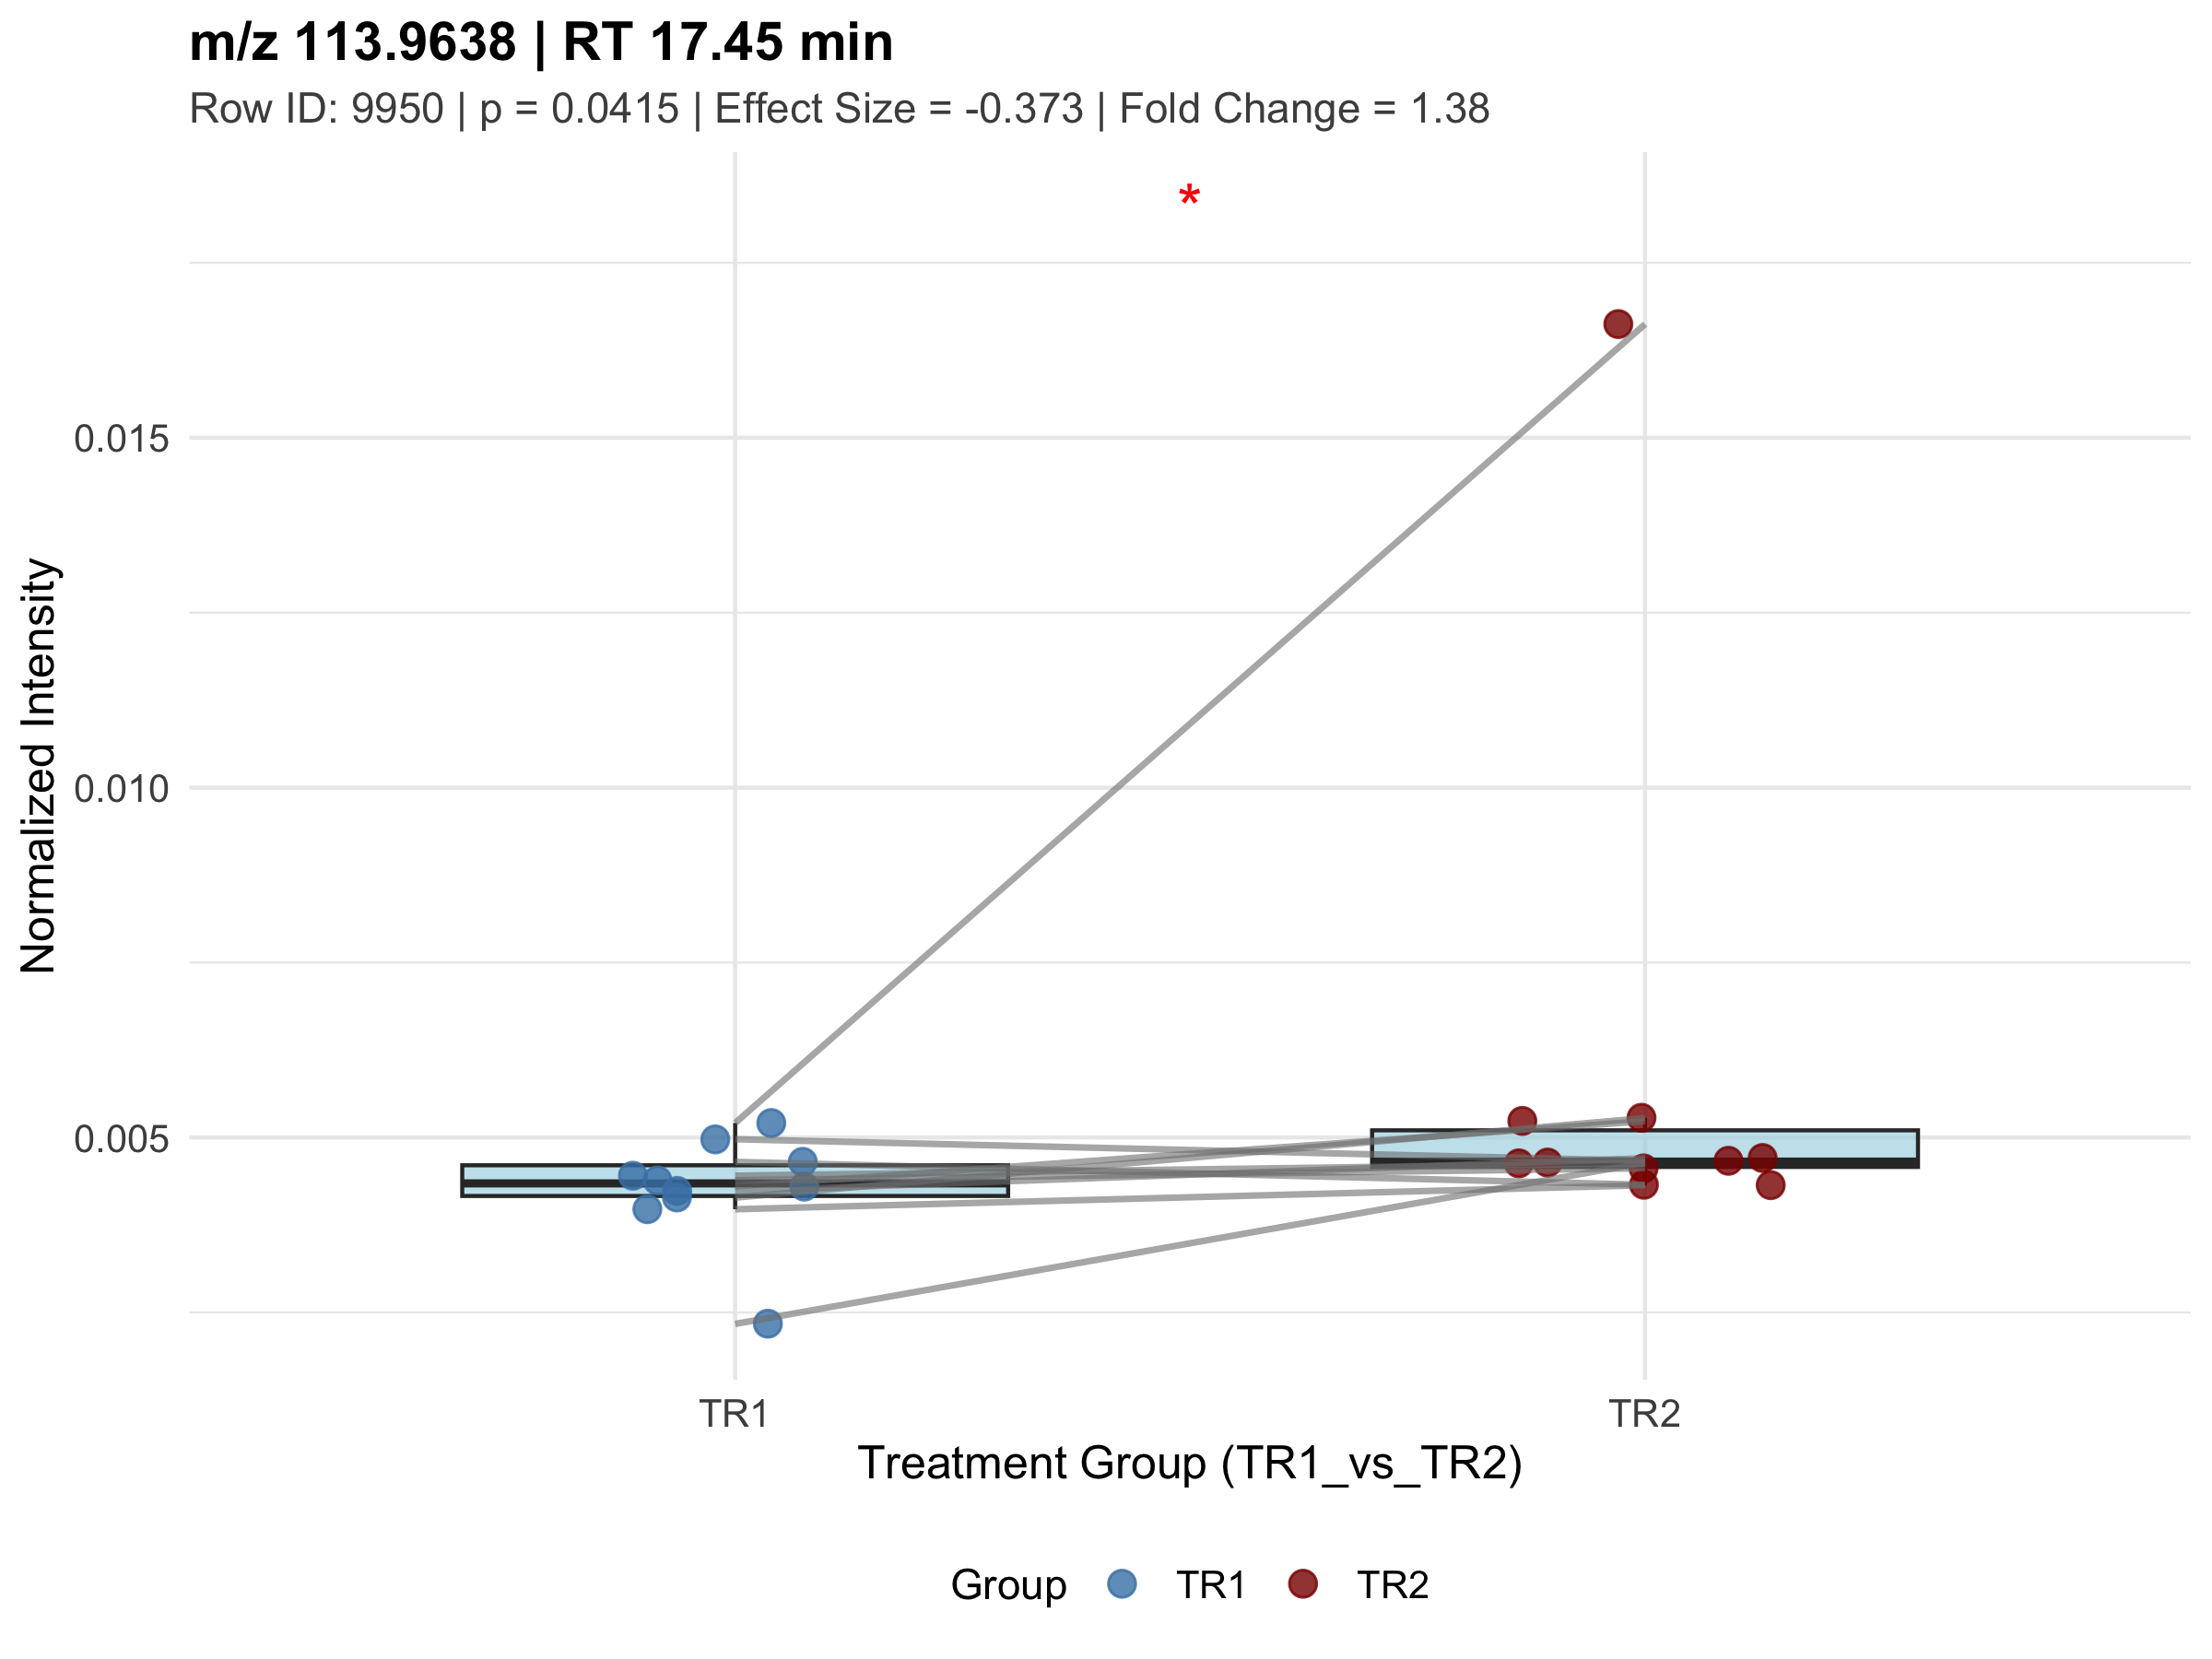 m/z 113.9638 | RT 17.45 min
Row ID: 9950 | p = 0.0415 | Effect Size = -0.373 | Fold Change = 1.38
*
Normalized Intensity
0.015
0.010
0.005
TR1
TR2
Treatment Group (TR1_vs_TR2)
Group
TR1
TR2